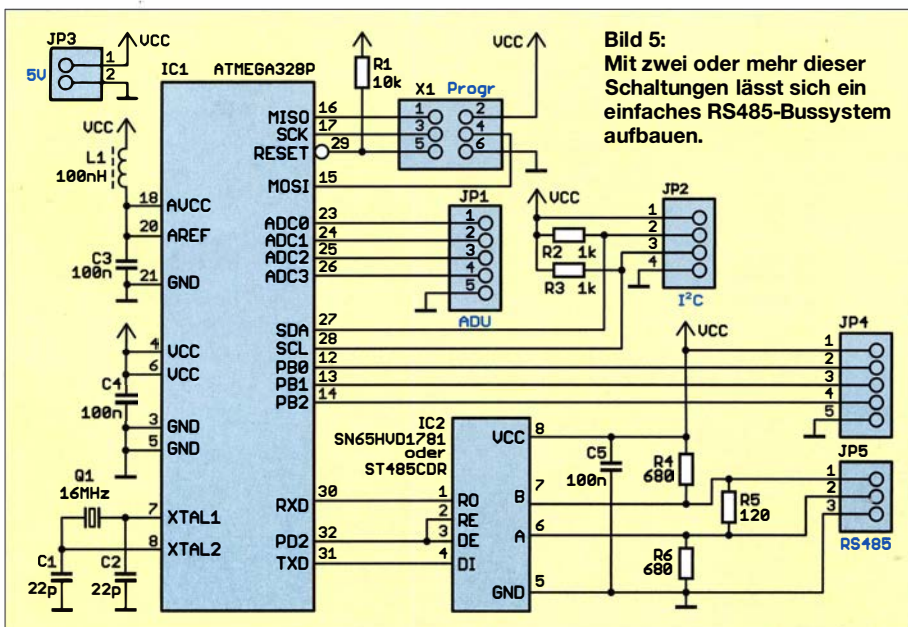 JP3
5V
1
2
VCC
IC1
ATMEGA328P
R1
10k
X1
Progr
VCC
1
2
3
4
5
6
Bild 5:
Mit zwei oder mehr dieser
Schaltungen lässt sich ein
einfaches RS485-Bussystem
aufbauen.
VCC
L1
100nH
C3
100n
18
AVCC
20
AREF
21
GND
4
VCC
6
VCC
C4
100n
3
GND
5
GND
Q1
16MHz
7
XTAL1
8
XTAL2
C1
22p
C2
22p
MISO
16
SCK
17
RESET
29
MOSI
15
ADC0
23
ADC1
24
ADC2
25
ADC3
26
SDA
27
SCL
28
PB0
12
PB1
13
PB2
14
RXD
30
PD2
32
TXD
31
JP1
1
2
3
4
5
ADU
VCC
R2
1k
R3
1k
JP2
1
2
3
4
I²C
VCC
JP4
1
2
3
4
5
IC2
SN65HVD1781
oder
ST485CDR
1
RO
2
RE
3
DE
4
DI
VCC
8
B
7
A
6
GND
5
C5
100n
R4
680
R5
120
R6
680
JP5
1
2
3
RS485